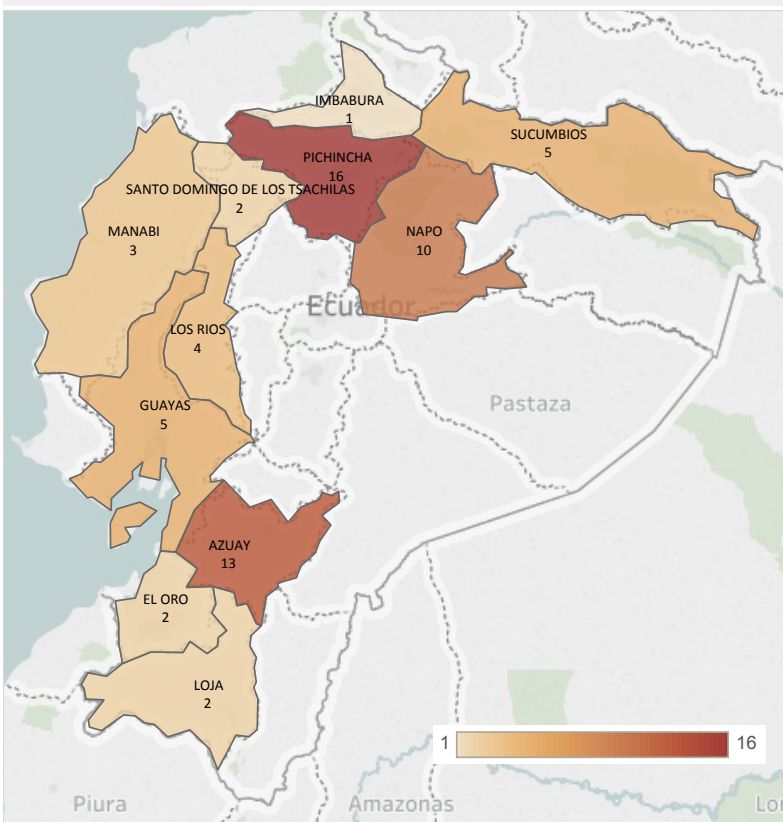 IMBABURA
1
SUCUMBIOS
5
PICHINCHA
16
SANTO DOMINGO DE LOS TSACHILAS
2
MANABI
3
NAPO
10
Ecuador
LOS RIOS
4
GUAYAS
5
Pastaza
AZUAY
13
EL ORO
2
LOJA
2
1
16
Piura
Amazonas